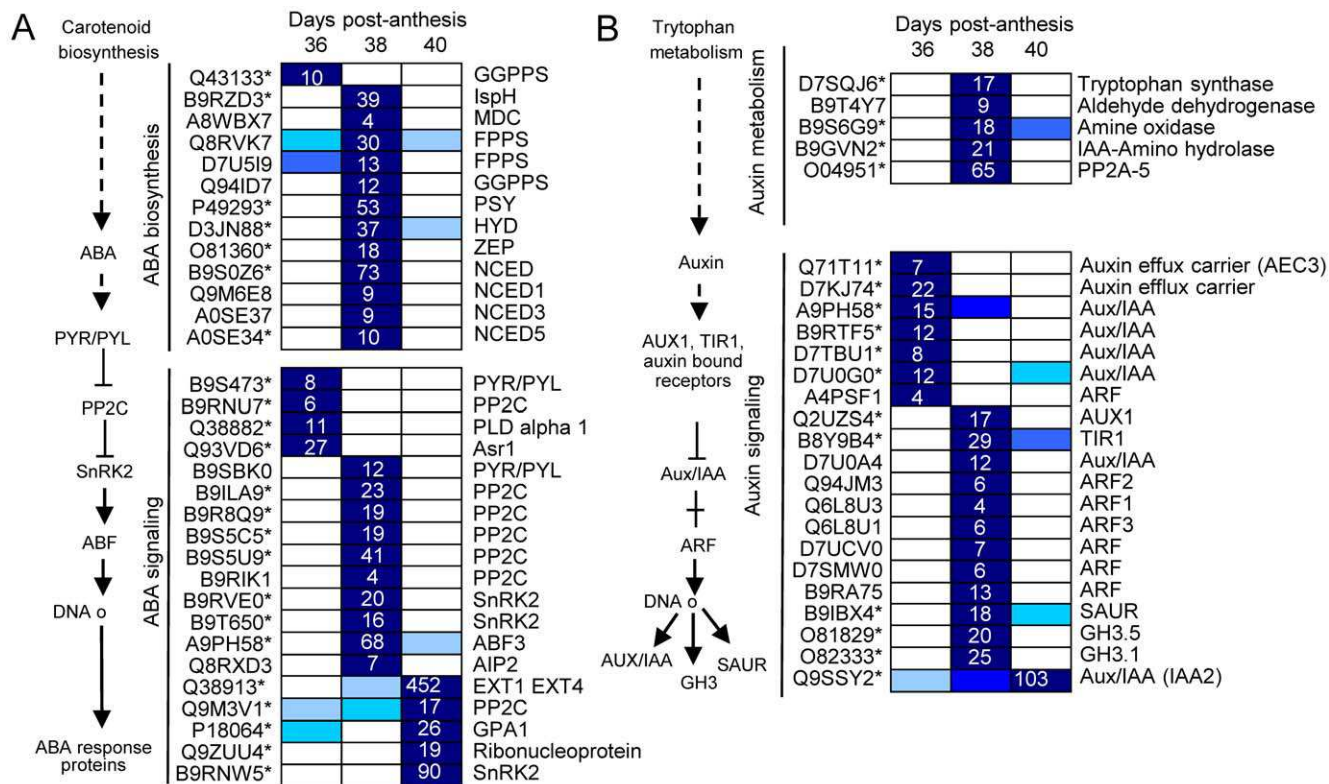 A
Carotenoid
biosynthesis
ABA
PYR/PYL
PP2C
SnRK2
ABF
DNA o
ABA response
proteins
Days post-anthesis
36 38 40
ABA biosynthesis
Q43133* 10 GGPPS
B9RZD3* 39 IspH
A8WBX7 4 MDC
Q8RVK7 30 FPPS
D7U5I9 13 FPPS
Q94ID7 12 GGPPS
P49293* 53 PSY
D3JN88* 37 HYD
O81360* 18 ZEP
B9S0Z6* 73 NCED
Q9M6E8 9 NCED1
A0SE37 9 NCED3
A0SE34* 10 NCED5
ABA signaling
B9S473* 8 PYR/PYL
B9RNU7* 6 PP2C
Q38882* 11 PLD alpha 1
Q93VD6* 27 Asr1
B9SBK0 12 PYR/PYL
B9ILA9* 23 PP2C
B9R8Q9* 19 PP2C
B9S5C5* 19 PP2C
B9S5U9* 41 PP2C
B9RIK1 4 PP2C
B9RVE0* 20 SnRK2
B9T650* 16 SnRK2
A9PH58* 68 ABF3
Q8RXD3 7 AIP2
Q38913* 452 EXT1 EXT4
Q9M3V1* 17 PP2C
P18064* 26 GPA1
Q9ZUU4* 19 Ribonucleoprotein
B9RNW5* 90 SnRK2
B
Trytophan
metabolism
Auxin
AUX1, TIR1,
auxin bound
receptors
Aux/IAA
ARF
DNA o
AUX/IAA
GH3
SAUR
Days post-anthesis
36 38 40
Auxin metabolism
D7SQJ6* 17 Tryptophan synthase
B9T4Y7 9 Aldehyde dehydrogenase
B9S6G9* 18 Amine oxidase
B9GVN2* 21 IAA-Amino hydrolase
O04951* 65 PP2A-5
Auxin signaling
Q71T11* 7 Auxin effux carrier (AEC3)
D7KJ74* 22 Auxin efflux carrier
A9PH58* 15 Aux/IAA
B9RTF5* 12 Aux/IAA
D7TBU1* 8 Aux/IAA
D7U0G0* 12 Aux/IAA
A4PSF1 4 ARF
Q2UZS4* 17 AUX1
B8Y9B4* 29 TIR1
D7U0A4 12 Aux/IAA
Q94JM3 6 ARF2
Q6L8U3 4 ARF1
Q6L8U1 6 ARF3
D7UCV0 7 ARF
D7SMW0 6 ARF
B9RA75 13 ARF
B9IBX4* 18 SAUR
O81829* 20 GH3.5
O82333* 25 GH3.1
Q9SSY2* 103 Aux/IAA (IAA2)